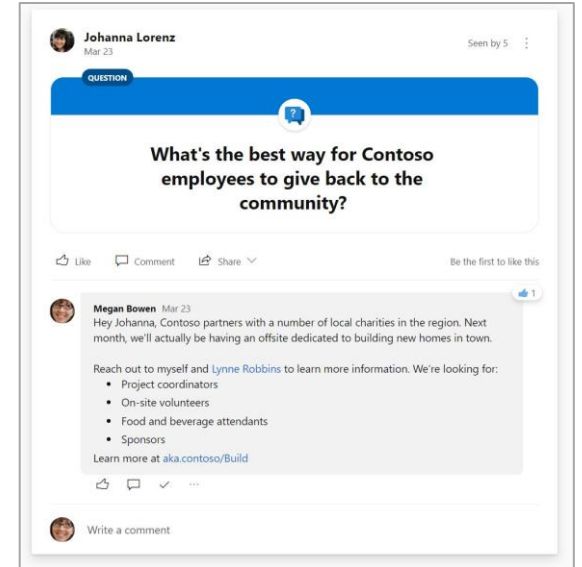 Johanna Lorenz
Mar 23
Seen by 5
QUESTION
What's the best way for Contoso
employees to give back to the
community?
Like Comment Share Be the first to like this
1
Megan Bowen Mar 23
Hey Johanna, Contoso partners with a number of local charities in the region. Next
month, we'll actually be having an offsite dedicated to building new homes in town.
Reach out to myself and Lynne Robbins to learn more information. We're looking for:
• Project coordinators
• On-site volunteers
• Food and beverage attendants
• Sponsors
Learn more at aka.contoso/Build
Write a comment